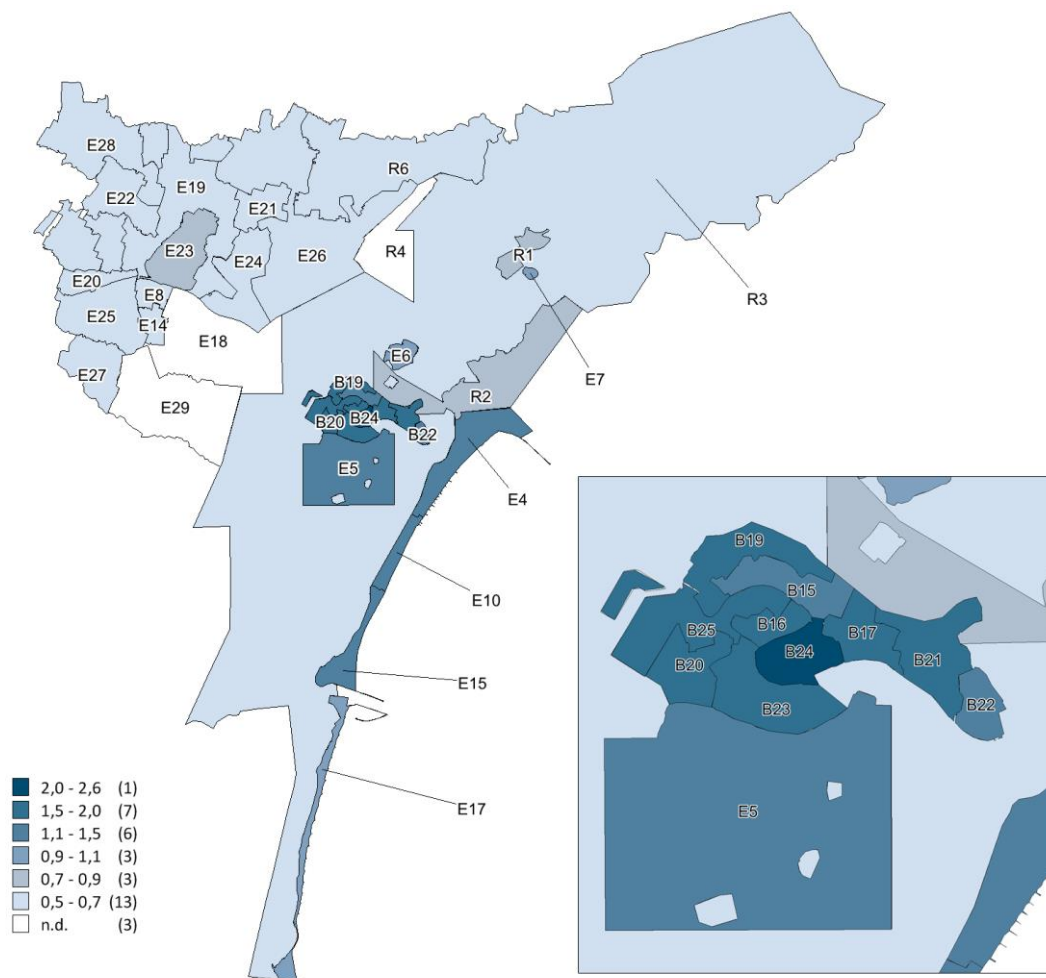 E28
R6
E22
E19
E21
E23
E24
E26
R4
R1
E20
E8
R3
E25
E14
E18
E6
E7
E27
B19
E29
R2
B20
B24
B22
E5
E4
B19
B15
E10
B16
B25
B17
B24
B20
B21
E15
B22
B23
2,0 - 2,6 (1)
1,5 - 2,0 (7)
E17
1,1 - 1,5 (6)
E5
0,9 - 1,1 (3)
0,7 - 0,9 (3)
0,5 - 0,7 (13)
n.d. (3)